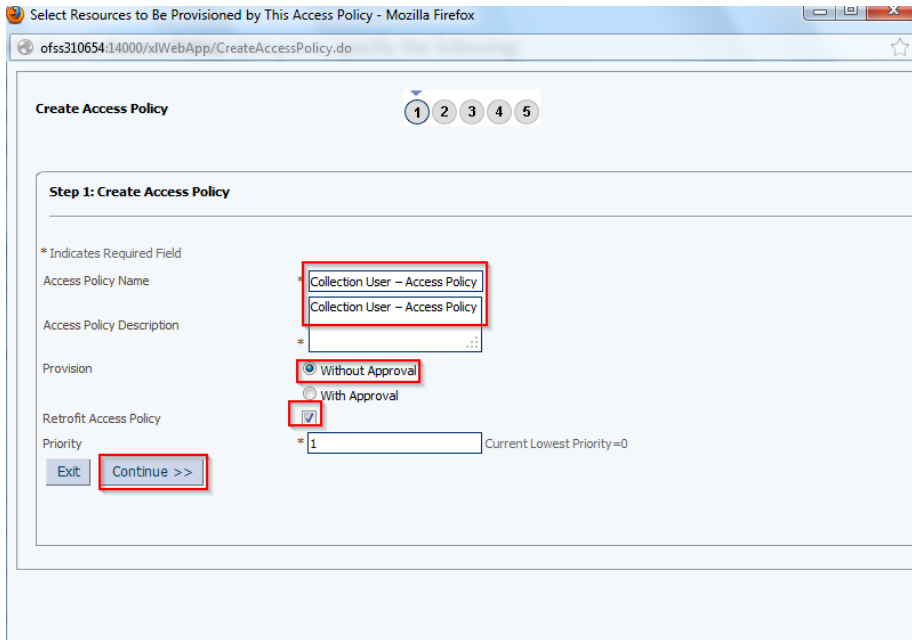 Select Resources to Be Provisioned by This Access Policy - Mozilla Firefox
ofss310654:14000/xlWebApp/CreateAccessPolicy.do
Create Access Policy
1 2 3 4 5
Step 1: Create Access Policy
* Indicates Required Field
Access Policy Name * Collection User – Access Policy
Collection User – Access Policy
Access Policy Description
*
Provision Without Approval
With Approval
Retrofit Access Policy
Priority * 1 Current Lowest Priority=0
Exit Continue >>